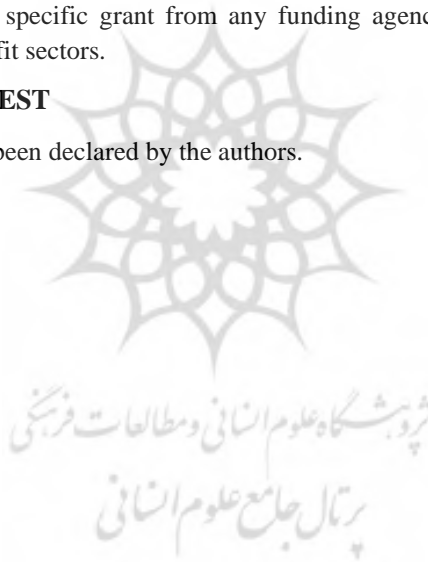 specific grant from any funding agenc
fit sectors.
EST
been declared by the authors.
پژوهشگاه علوم انسانی و مطالعات فرهنگی
پرتال جامع علوم انسانی